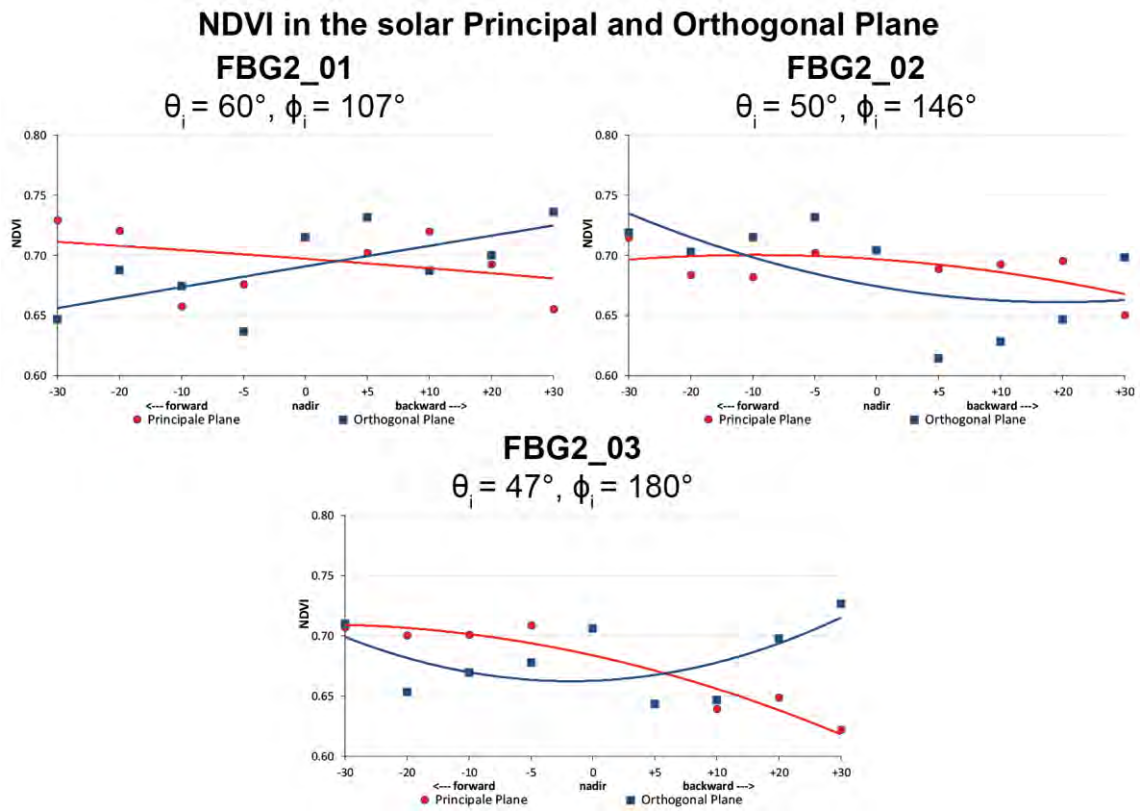 NDVI in the solar Principal and Orthogonal Plane
FBG2_01
θi = 60°, ϕi = 107°
0.80
0.75
0.70
0.65
0.60
NDVI
-30 -20 -10 -5 0 +5 +10 +20 +30
<--- forward nadir backward --->
Principale Plane Orthogonal Plane
FBG2_02
θi = 50°, ϕi = 146°
0.80
0.75
0.70
0.65
0.60
NDVI
-30 -20 -10 -5 0 +5 +10 +20 +30
<--- forward nadir backward --->
Principale Plane Orthogonal Plane
FBG2_03
θi = 47°, ϕi = 180°
0.80
0.75
0.70
0.65
0.60
NDVI
-30 -20 -10 -5 0 +5 +10 +20 +30
<--- forward nadir backward --->
Principale Plane Orthogonal Plane